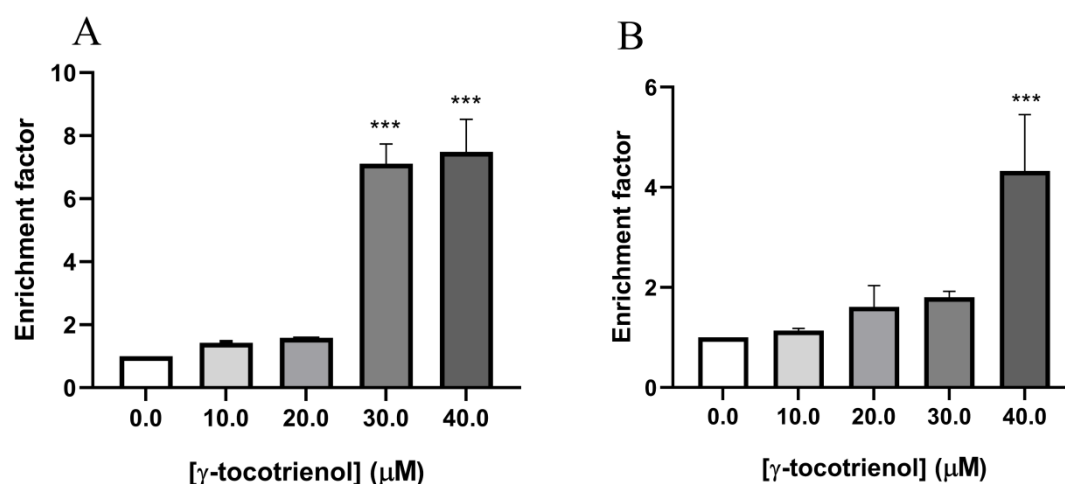 A
Enrichment factor
10
8
6
4
2
0
*** ***
0.0 10.0 20.0 30.0 40.0
[γ-tocotrienol] (μM)
B
Enrichment factor
6
4
2
0
***
0.0 10.0 20.0 30.0 40.0
[γ-tocotrienol] (μM)